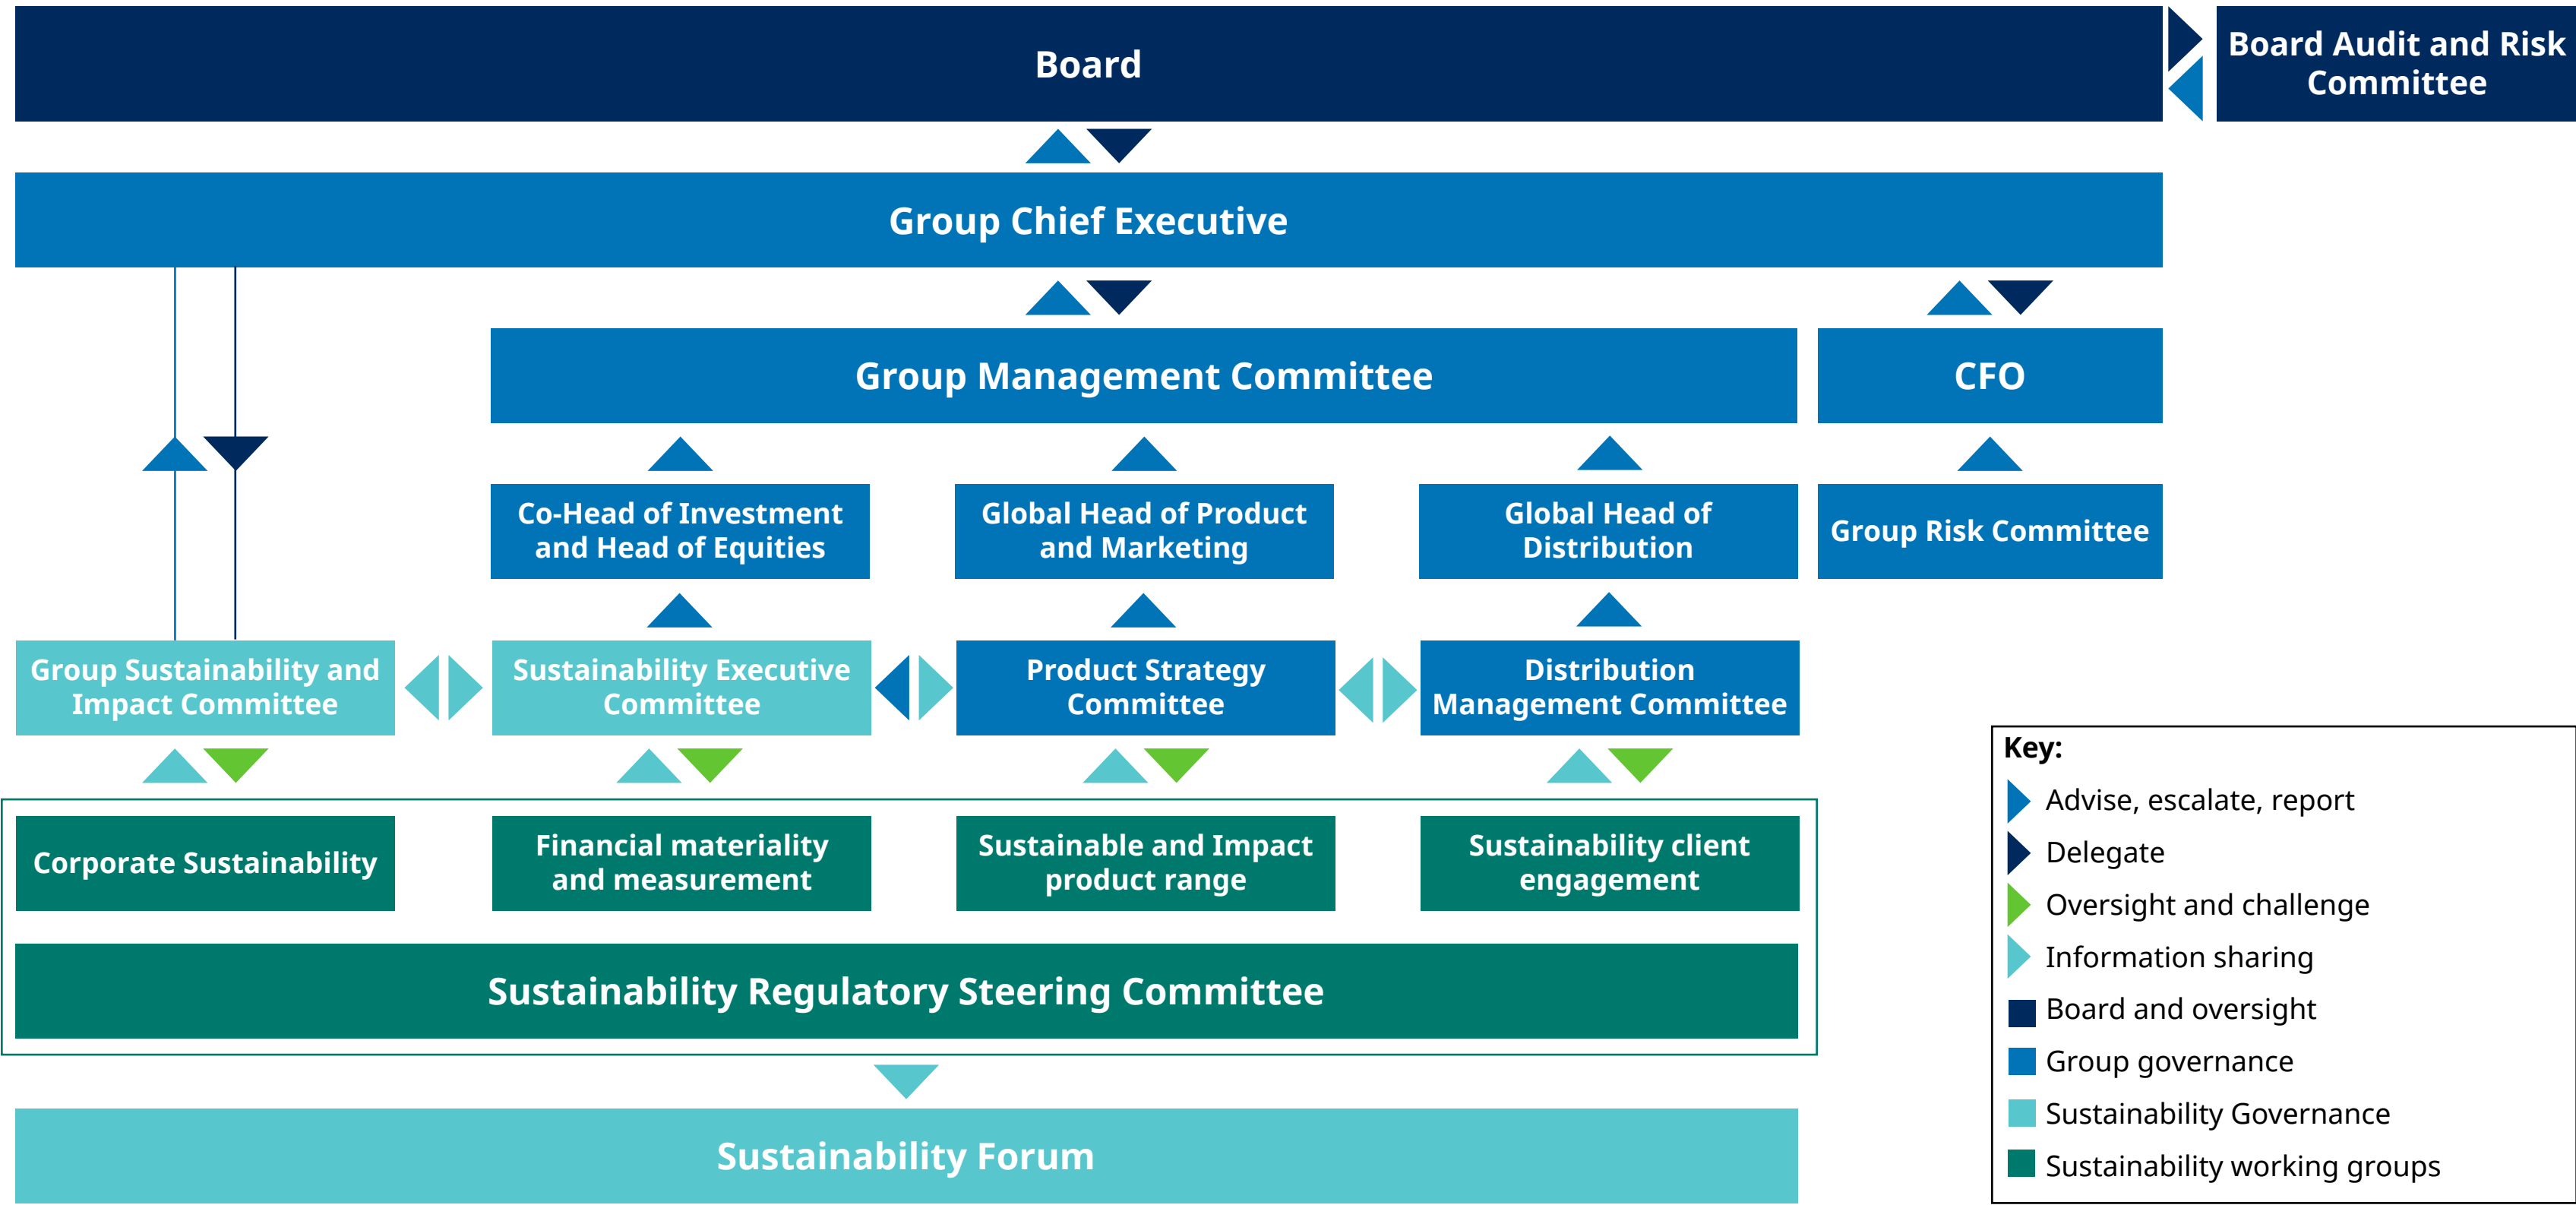 Board
Board Audit and Risk
Committee
Group Chief Executive
Group Management Committee
CFO
Co-Head of Investment
and Head of Equities
Global Head of Product
and Marketing
Global Head of
Distribution
Group Risk Committee
Group Sustainability and
Impact Committee
Sustainability Executive
Committee
Product Strategy
Committee
Distribution
Management Committee
Corporate Sustainability
Financial materiality
and measurement
Sustainable and Impact
product range
Sustainability client
engagement
Sustainability Regulatory Steering Committee
Sustainability Forum
Key:
Advise, escalate, report
Delegate
Oversight and challenge
Information sharing
Board and oversight
Group governance
Sustainability Governance
Sustainability working groups